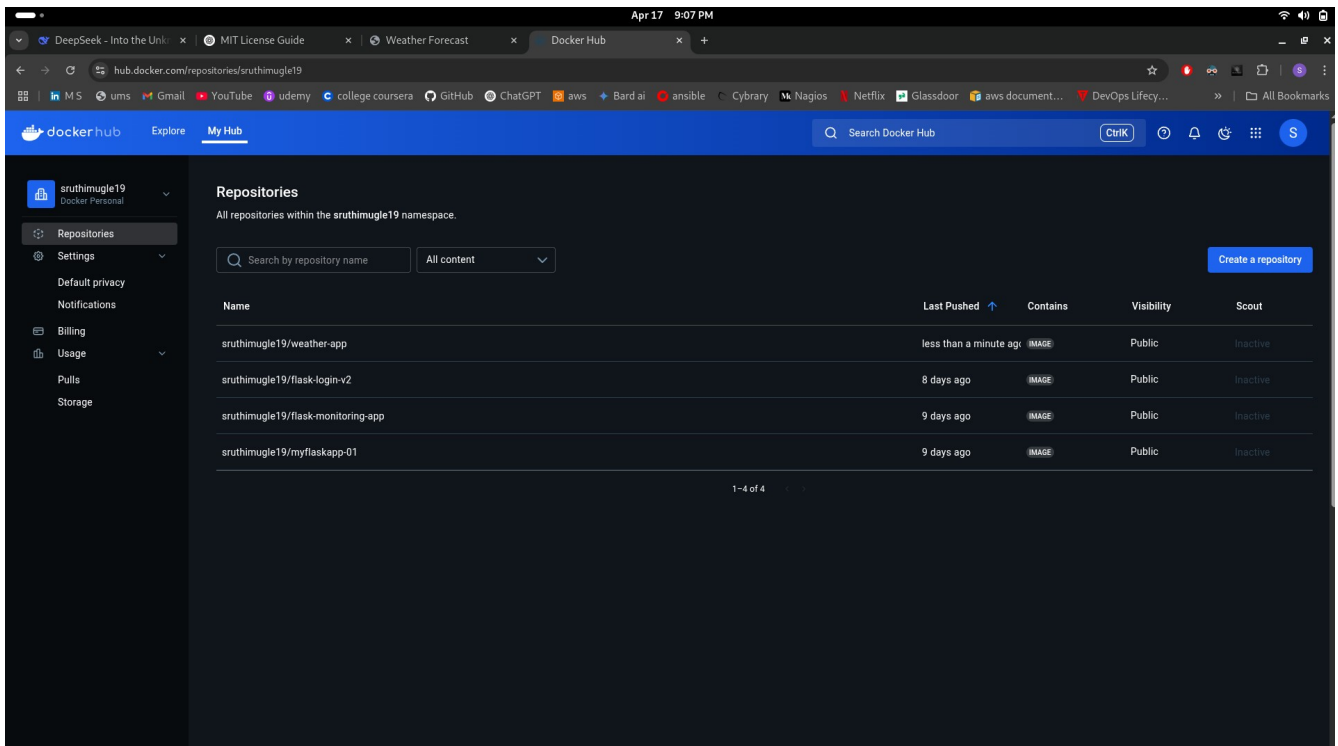 Apr 17 9:07 PM
DeepSeek - Into the Unkn
MIT License Guide
Weather Forecast
Docker Hub
hub.docker.com/repositories/sruthimugle19
S
in M S
ums
Gmail
YouTube
udemy
college coursera
GitHub
ChatGPT
aws
Bard ai
ansible
Cybrary
Nagios
Netflix
Glassdoor
aws document...
DevOps Lifecy...
»
All Bookmarks
dockerhub
Explore
My Hub
Search Docker Hub
CtrlK
S
sruthimugle19
Docker Personal
Repositories
Settings
Default privacy
Notifications
Billing
Usage
Pulls
Storage
Repositories
All repositories within the sruthimugle19 namespace.
Search by repository name
All content
Create a repository
Name Last Pushed Contains Visibility Scout
sruthimugle19/weather-app less than a minute ago IMAGE Public Inactive
sruthimugle19/flask-login-v2 8 days ago IMAGE Public Inactive
sruthimugle19/flask-monitoring-app 9 days ago IMAGE Public Inactive
sruthimugle19/myflaskapp-01 9 days ago IMAGE Public Inactive
1–4 of 4